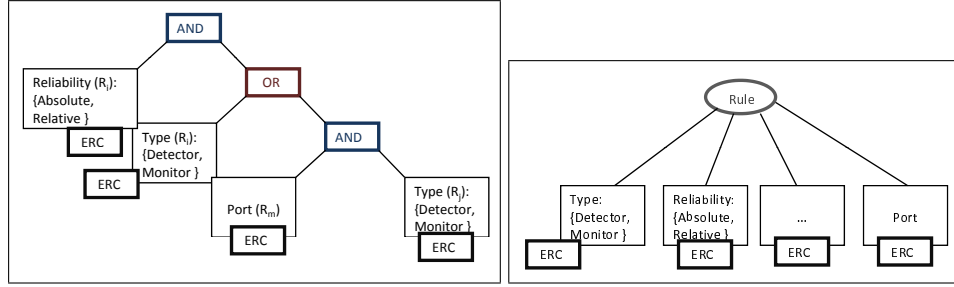 AND
Reliability (Ri):
{Absolute,
Relative }
ERC
OR
Type (Ri):
{Detector,
Monitor }
ERC
AND
Port (Rm)
ERC
Type (Rj):
{Detector,
Monitor }
ERC
Rule
Type:
{Detector,
Monitor }
ERC
Reliability:
{Absolute,
Relative }
ERC
...
ERC
Port
ERC